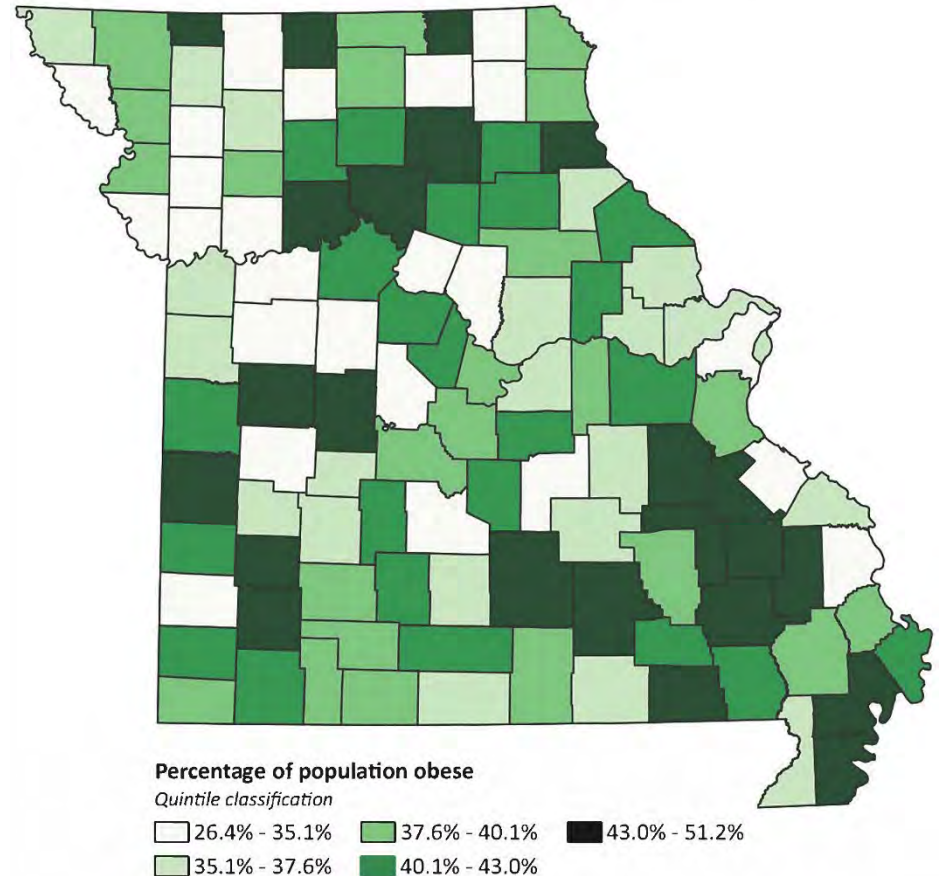 Percentage of population obese
Quintile classification
26.4% - 35.1% 37.6% - 40.1% 43.0% - 51.2%
35.1% - 37.6% 40.1% - 43.0%